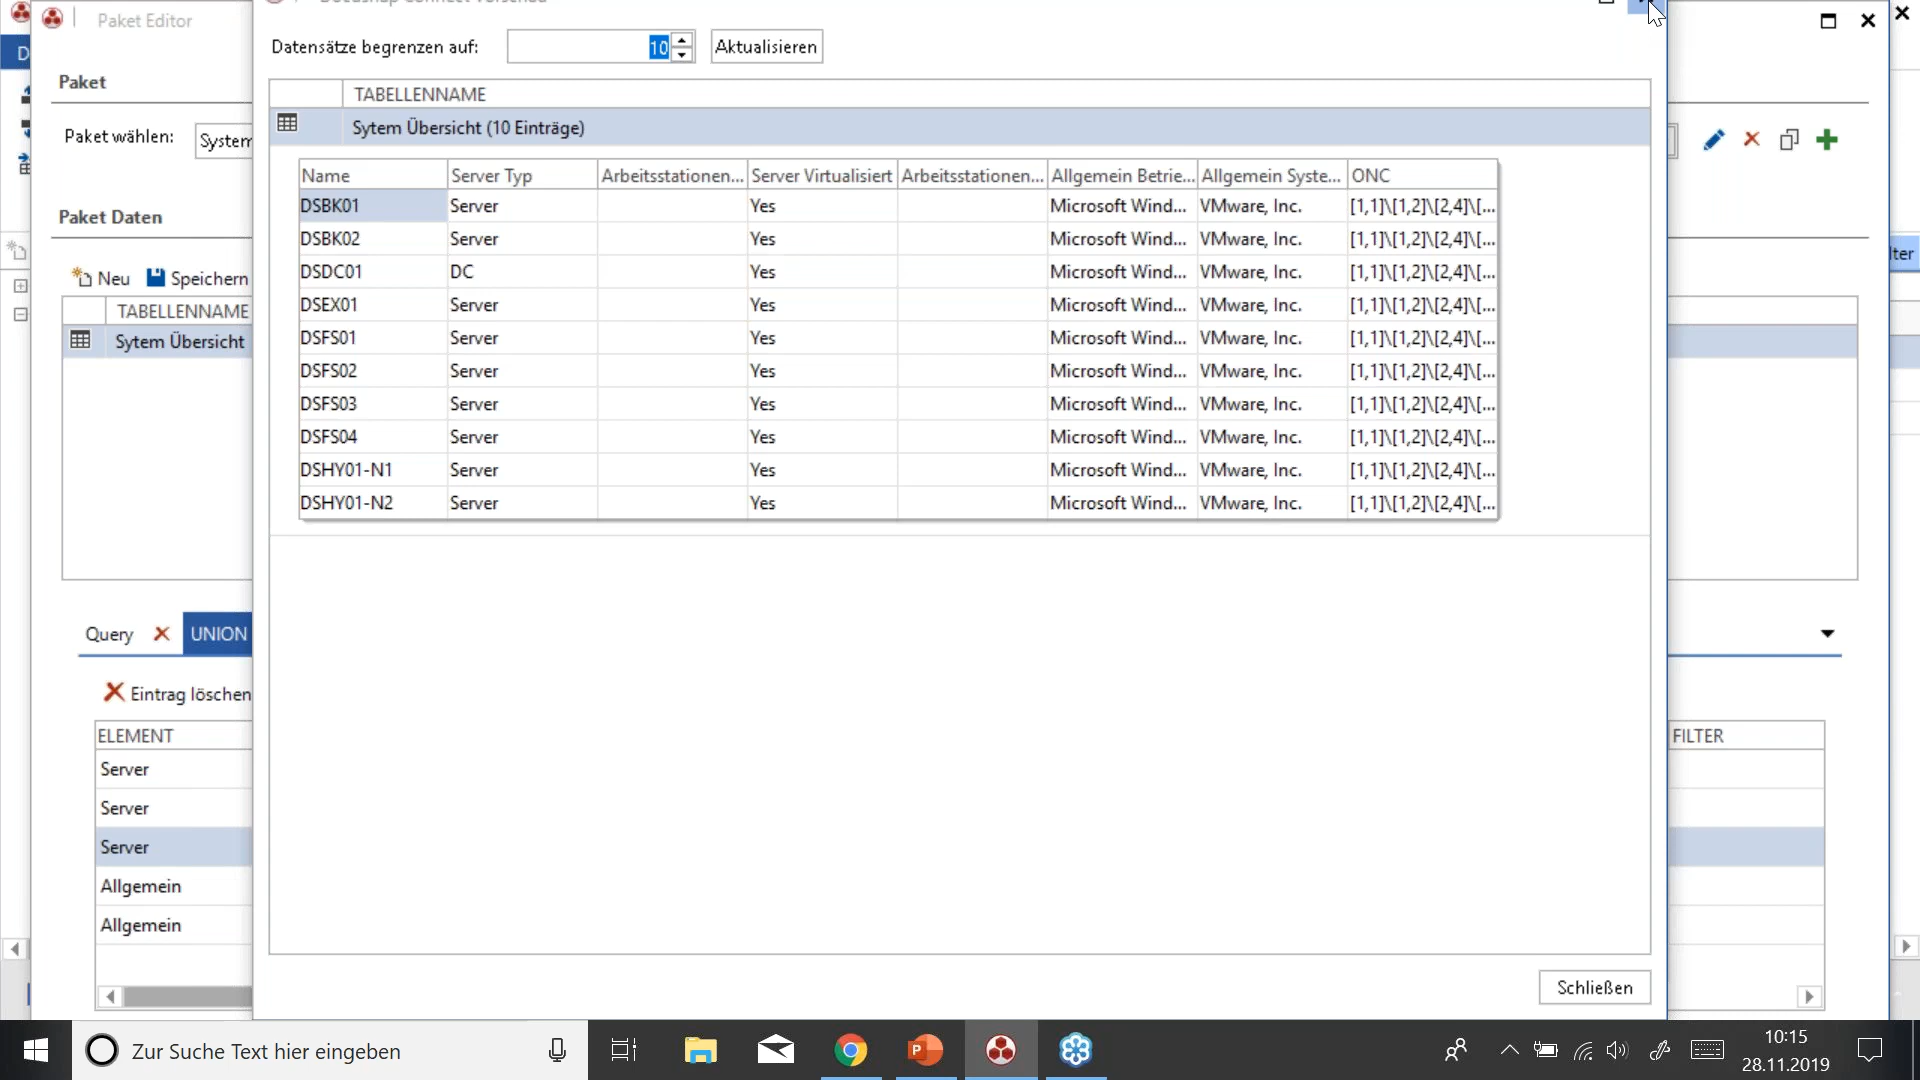 Paket Editor
Datensätze begrenzen auf: 10 Aktualisieren
Paket
TABELLENNAME
Sytem Übersicht (10 Einträge)
Paket wählen: System
Name Server Typ Arbeitsstationen... Server Virtualisiert Arbeitsstationen... Allgemein Betrie... Allgemein Syste... ONC
DSBK01 Server Yes Microsoft Wind... VMware, Inc. [1,1]\[1,2]\[2,4]\[...
DSBK02 Server Yes Microsoft Wind... VMware, Inc. [1,1]\[1,2]\[2,4]\[...
DSDC01 DC Yes Microsoft Wind... VMware, Inc. [1,1]\[1,2]\[2,4]\[...
DSEX01 Server Yes Microsoft Wind... VMware, Inc. [1,1]\[1,2]\[2,4]\[...
DSFS01 Server Yes Microsoft Wind... VMware, Inc. [1,1]\[1,2]\[2,4]\[...
DSFS02 Server Yes Microsoft Wind... VMware, Inc. [1,1]\[1,2]\[2,4]\[...
DSFS03 Server Yes Microsoft Wind... VMware, Inc. [1,1]\[1,2]\[2,4]\[...
DSFS04 Server Yes Microsoft Wind... VMware, Inc. [1,1]\[1,2]\[2,4]\[...
DSHY01-N1 Server Yes Microsoft Wind... VMware, Inc. [1,1]\[1,2]\[2,4]\[...
DSHY01-N2 Server Yes Microsoft Wind... VMware, Inc. [1,1]\[1,2]\[2,4]\[...
Paket Daten
Neu Speichern
TABELLENNAME
Sytem Übersicht
Query UNION
Eintrag löschen
ELEMENT FILTER
Server
Server
Server
Allgemein
Allgemein
Schließen
Zur Suche Text hier eingeben
10:15
28.11.2019